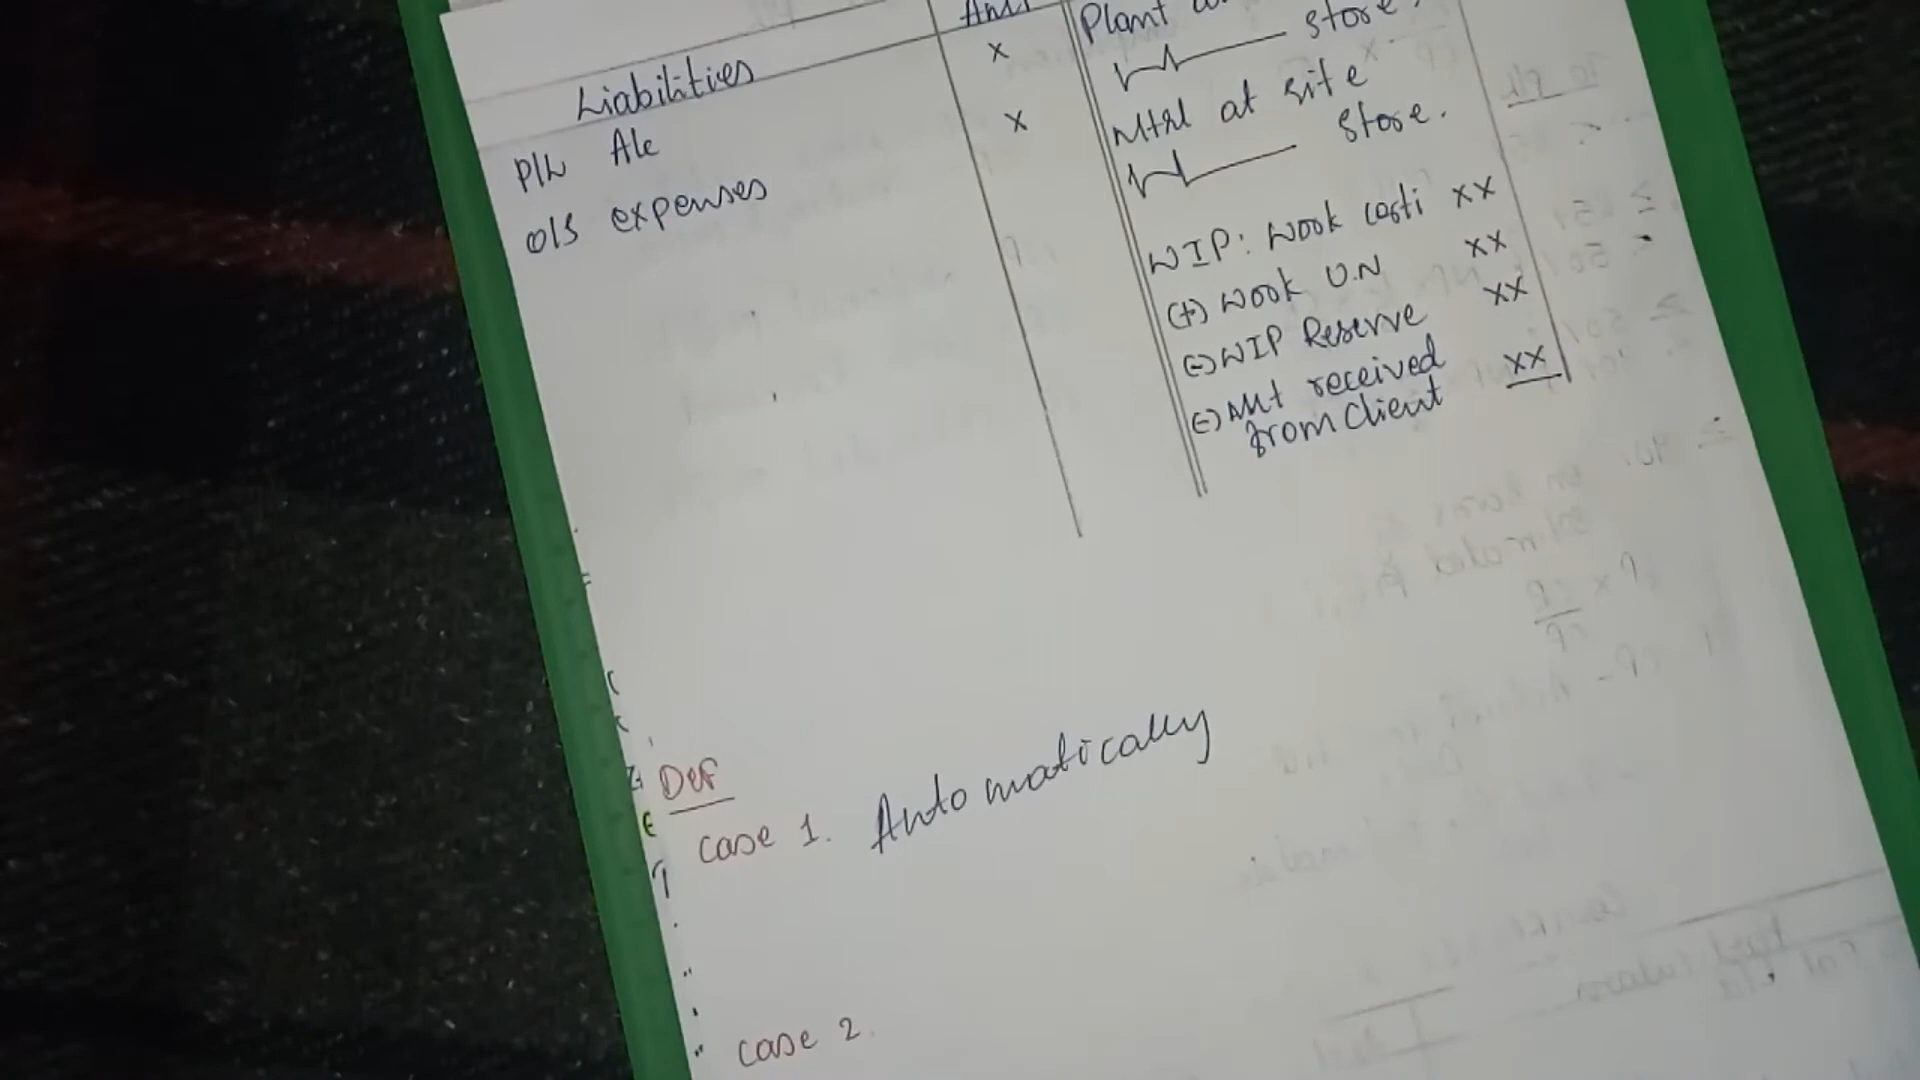 Liabilities Amt
P/L A/c x
O/S expenses x
Plant
store.
Mtrl at site
store.
WIP: Work certi xx
(+) Work U.N xx
(-) WIP Reserve xx
(-) Amt received xx
from Client
Def
Case 1. Automatically
Case 2.